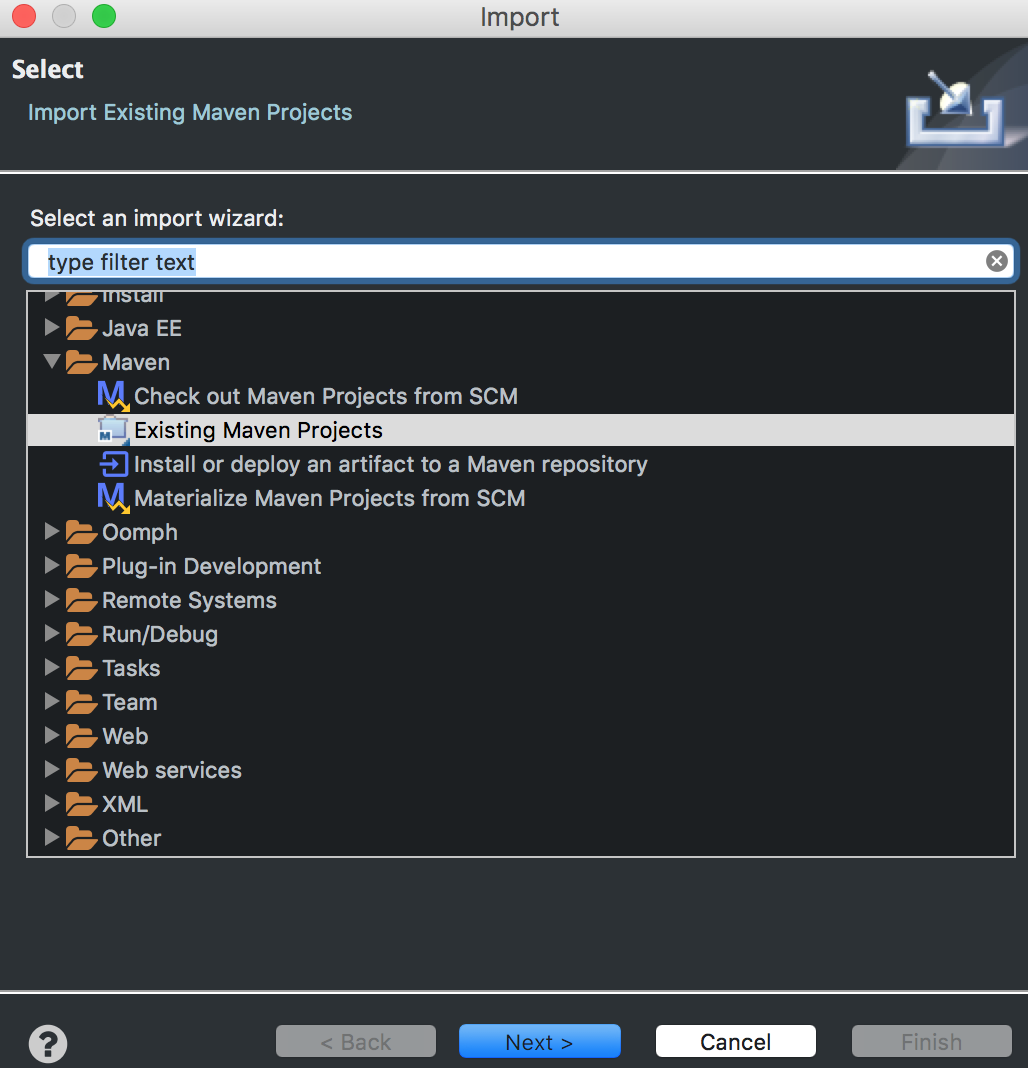 Import
Select
Import Existing Maven Projects
Select an import wizard:
type filter text
Install
Java EE
Maven
Check out Maven Projects from SCM
Existing Maven Projects
Install or deploy an artifact to a Maven repository
Materialize Maven Projects from SCM
Oomph
Plug-in Development
Remote Systems
Run/Debug
Tasks
Team
Web
Web services
XML
Other
? < Back Next > Cancel Finish